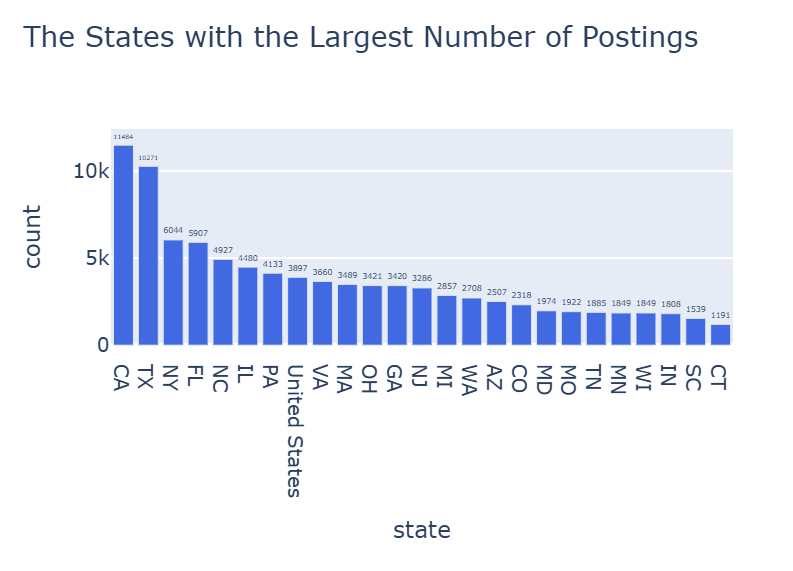 The States with the Largest Number of Postings
count
10k
5k
0
11484
10271
6044
5907
4927
4480
4133
3897
3660
3489
3421
3420
3286
2857
2708
2507
2318
1974
1922
1885
1849
1849
1808
1539
1191
CA
TX
NY
FL
NC
IL
PA
United States
VA
MA
OH
GA
NJ
MI
WA
AZ
CO
MD
MO
TN
MN
WI
IN
SC
CT
state